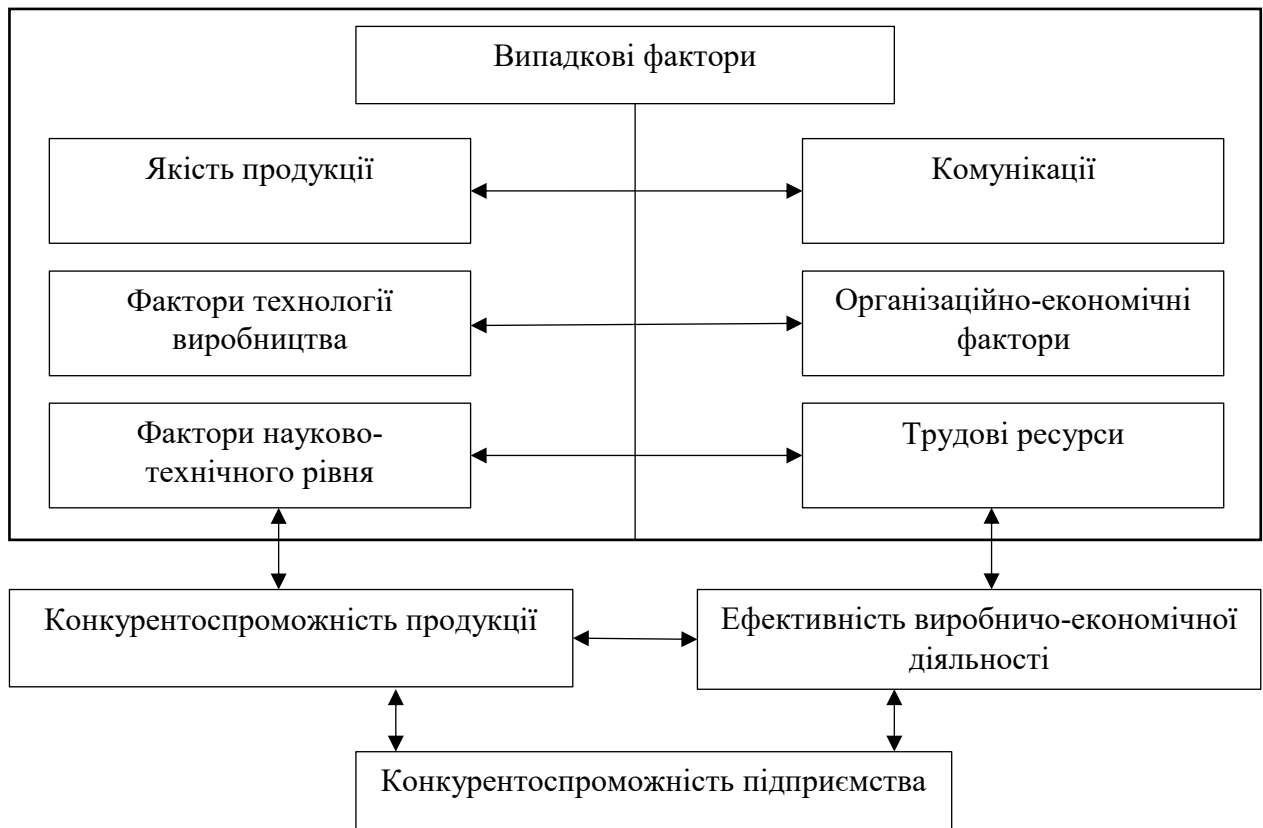 Випадкові фактори
Якість продукції
Комунікації
Фактори технології
виробництва
Організаційно-економічні
фактори
Фактори науково-
технічного рівня
Трудові ресурси
Конкурентоспроможність продукції
Ефективність виробничо-економічної
діяльності
Конкурентоспроможність підприємства